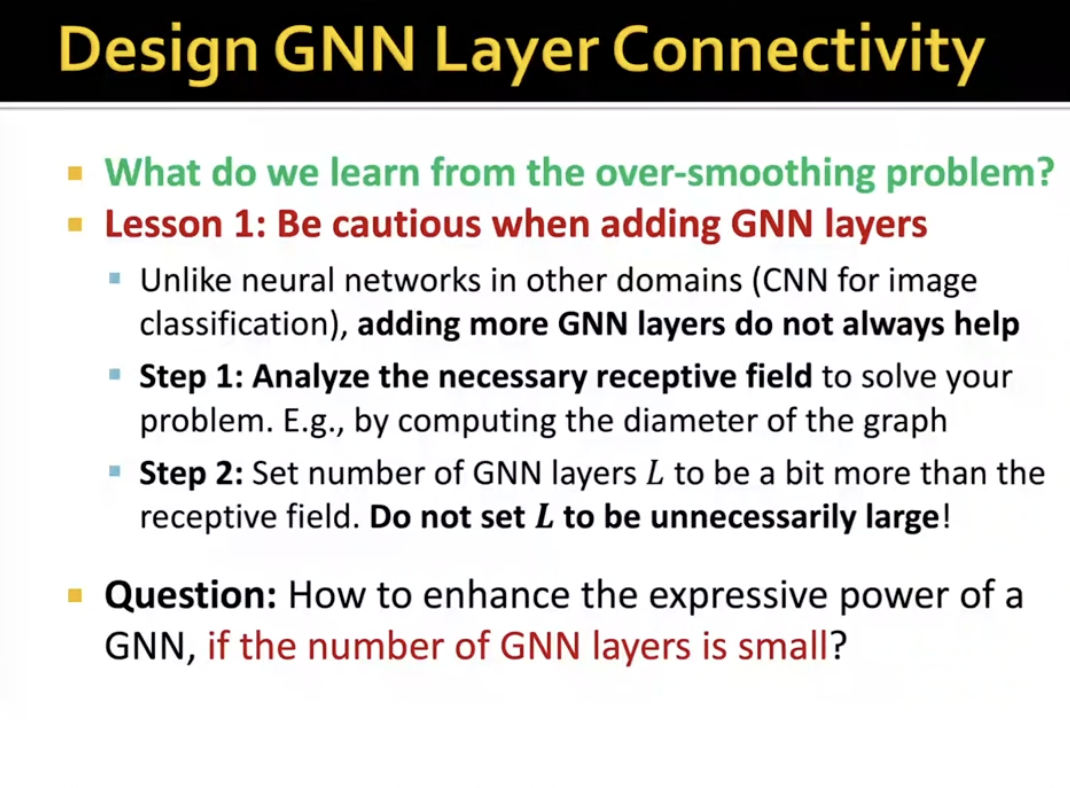 Design GNN Layer Connectivity
What do we learn from the over-smoothing problem?
Lesson 1: Be cautious when adding GNN layers
Unlike neural networks in other domains (CNN for image
classification), adding more GNN layers do not always help
Step 1: Analyze the necessary receptive field to solve your
problem. E.g., by computing the diameter of the graph
Step 2: Set number of GNN layers L to be a bit more than the
receptive field. Do not set L to be unnecessarily large!
Question: How to enhance the expressive power of a
GNN, if the number of GNN layers is small?